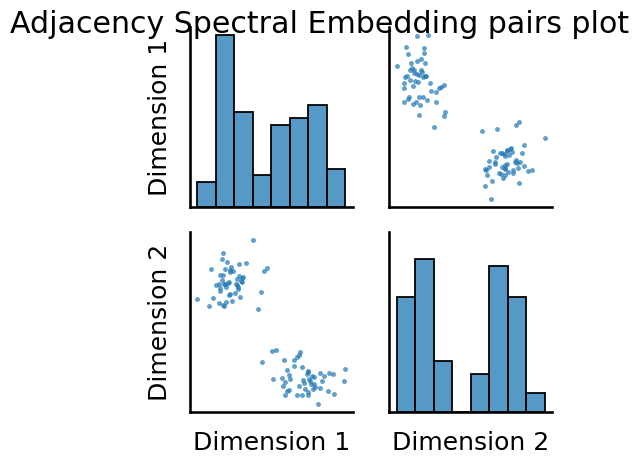 Adjacency Spectral Embedding pairs plot
Dimension 1
Dimension 2
Dimension 1
Dimension 2